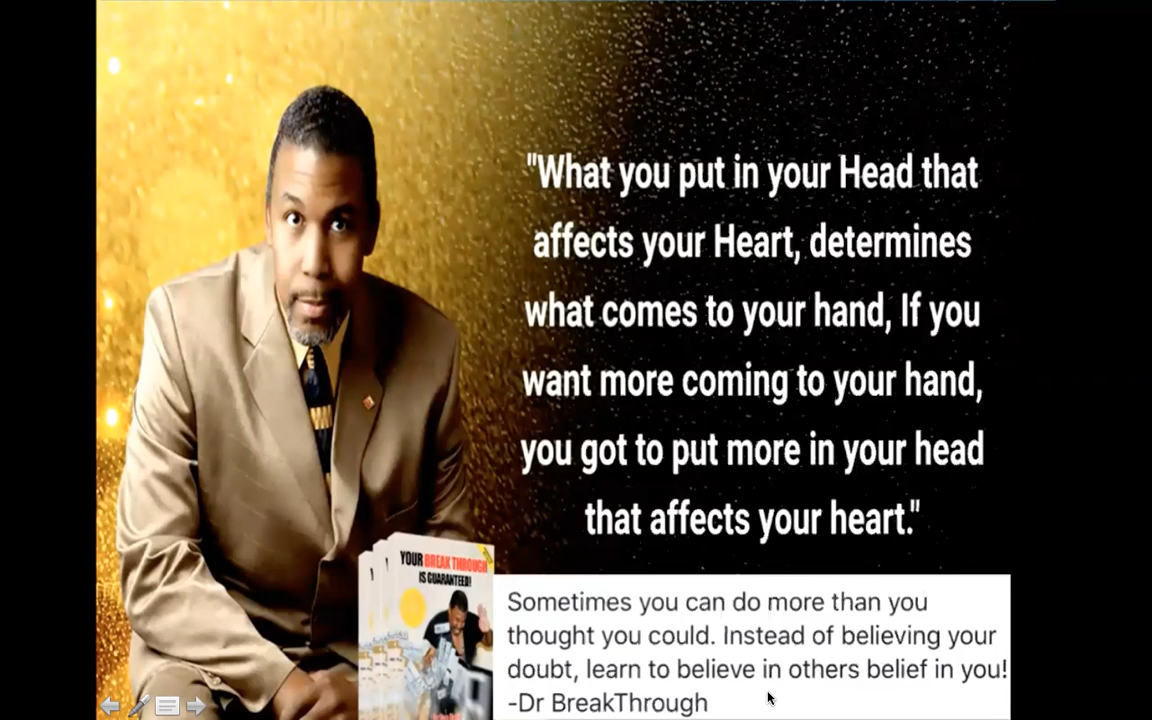 "What you put in your Head that
affects your Heart, determines
what comes to your hand, If you
want more coming to your hand,
you got to put more in your head
that affects your heart."
YOUR BREAK THROUGH
IS GUARANTEED!
Sometimes you can do more than you
thought you could. Instead of believing your
doubt, learn to believe in others belief in you!
-Dr BreakThrough